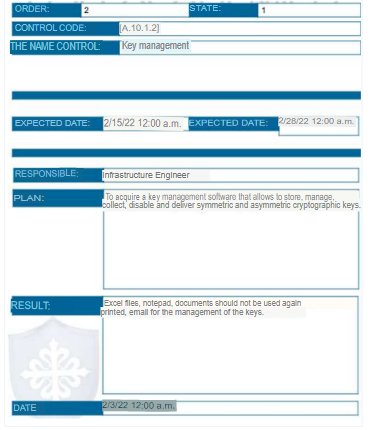 ORDER: 2 STATE: 1
CONTROL CODE: [A.10.1.2]
THE NAME CONTROL: Key management
EXPECTED DATE: 2/15/22 12:00 a.m. EXPECTED DATE: 2/28/22 12:00 a.m.
RESPONSIBLE: Infrastructure Engineer
PLAN: To acquire a key management software that allows to store, manage,
collect, disable and deliver symmetric and asymmetric cryptographic keys.
RESULT: Excel files, notepad, documents should not be used again
printed, email for the management of the keys.
DATE 2/3/22 12:00 a.m.